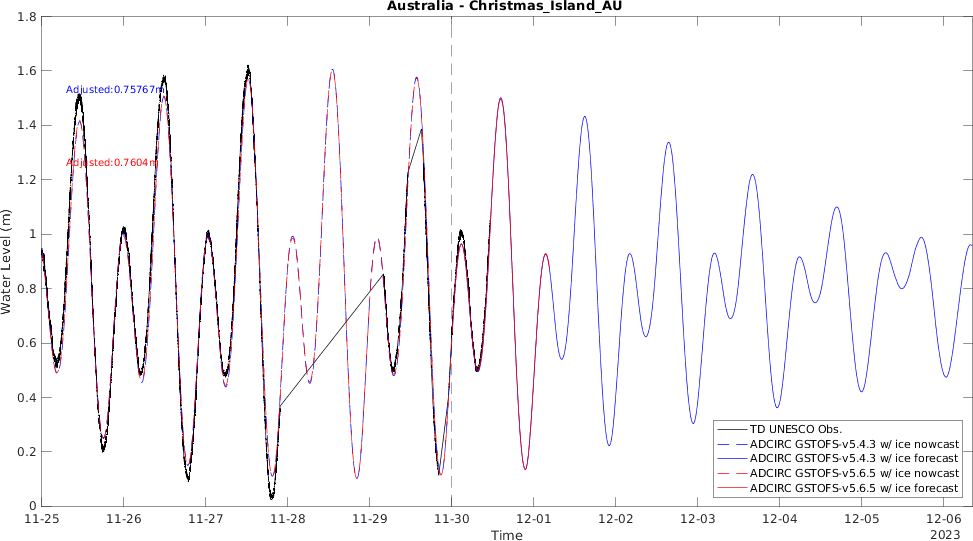 Australia - Christmas_Island_AU
1.8
1.6
1.4
1.2
1
0.8
0.6
0.4
0.2
0
Water Level (m)
Adjusted:0.75767m
Adjusted:0.7604m
TD UNESCO Obs.
ADCIRC GSTOFS-v5.4.3 w/ ice nowcast
ADCIRC GSTOFS-v5.4.3 w/ ice forecast
ADCIRC GSTOFS-v5.6.5 w/ ice nowcast
ADCIRC GSTOFS-v5.6.5 w/ ice forecast
11-25 11-26 11-27 11-28 11-29 11-30 12-01 12-02 12-03 12-04 12-05 12-06
2023
Time